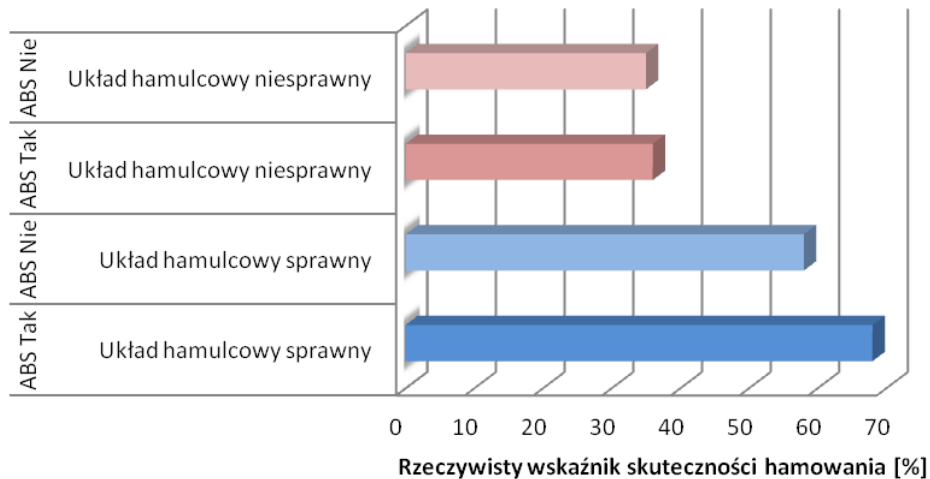 ABS Nie
Układ hamulcowy niesprawny
ABS Tak
Układ hamulcowy niesprawny
ABS Nie
Układ hamulcowy sprawny
ABS Tak
Układ hamulcowy sprawny
0 10 20 30 40 50 60 70
Rzeczywisty wskaźnik skuteczności hamowania [%]